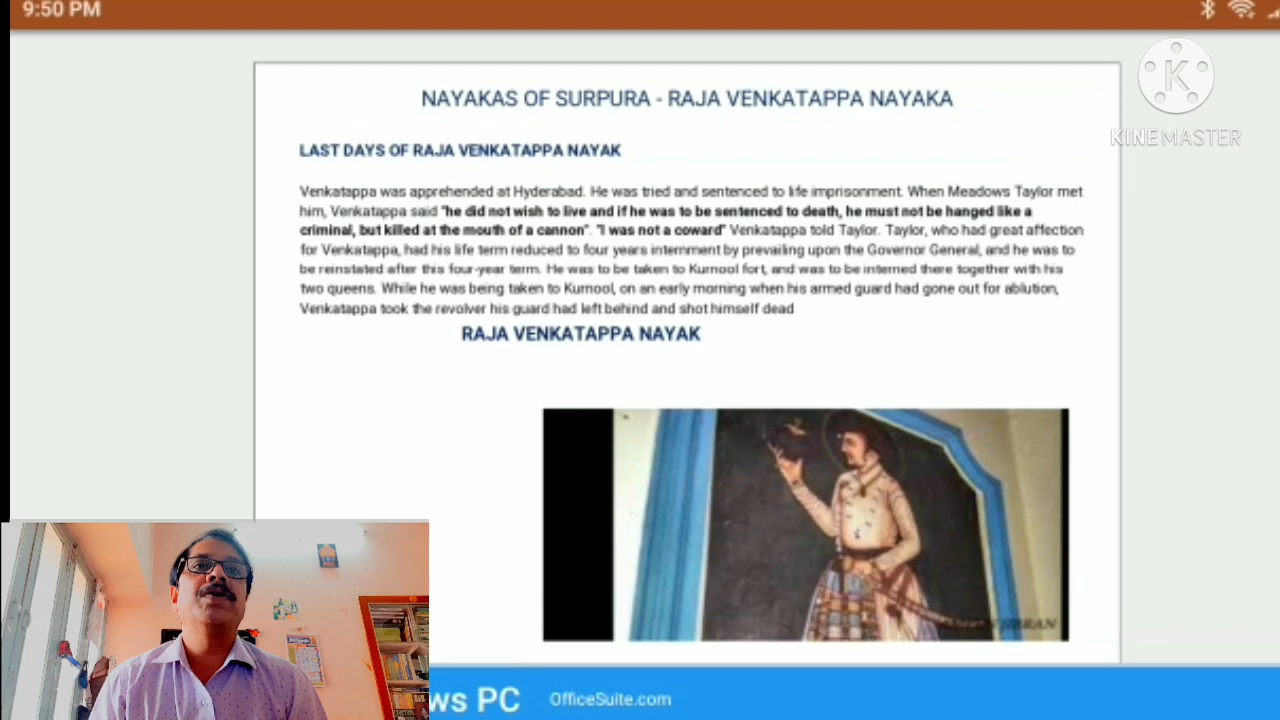 9:50 PM
K
KINEMASTER
NAYAKAS OF SURPURA - RAJA VENKATAPPA NAYAKA
LAST DAYS OF RAJA VENKATAPPA NAYAK
Venkatappa was apprehended at Hyderabad. He was tried and sentenced to life imprisonment. When Meadows Taylor met
him, Venkatappa said "he did not wish to live and if he was to be sentenced to death, he must not be hanged like a
criminal, but killed at the mouth of a cannon". "I was not a coward" Venkatappa told Taylor. Taylor, who had great affection
for Venkatappa, had his life term reduced to four years internment by prevailing upon the Governor General, and he was to
be reinstated after this four-year term. He was to be taken to Kurnool fort, and was to be interned there together with his
two queens. While he was being taken to Kurnool, on an early morning when his armed guard had gone out for ablution,
Venkatappa took the revolver his guard had left behind and shot himself dead
RAJA VENKATAPPA NAYAK
ws PC
OfficeSuite.com